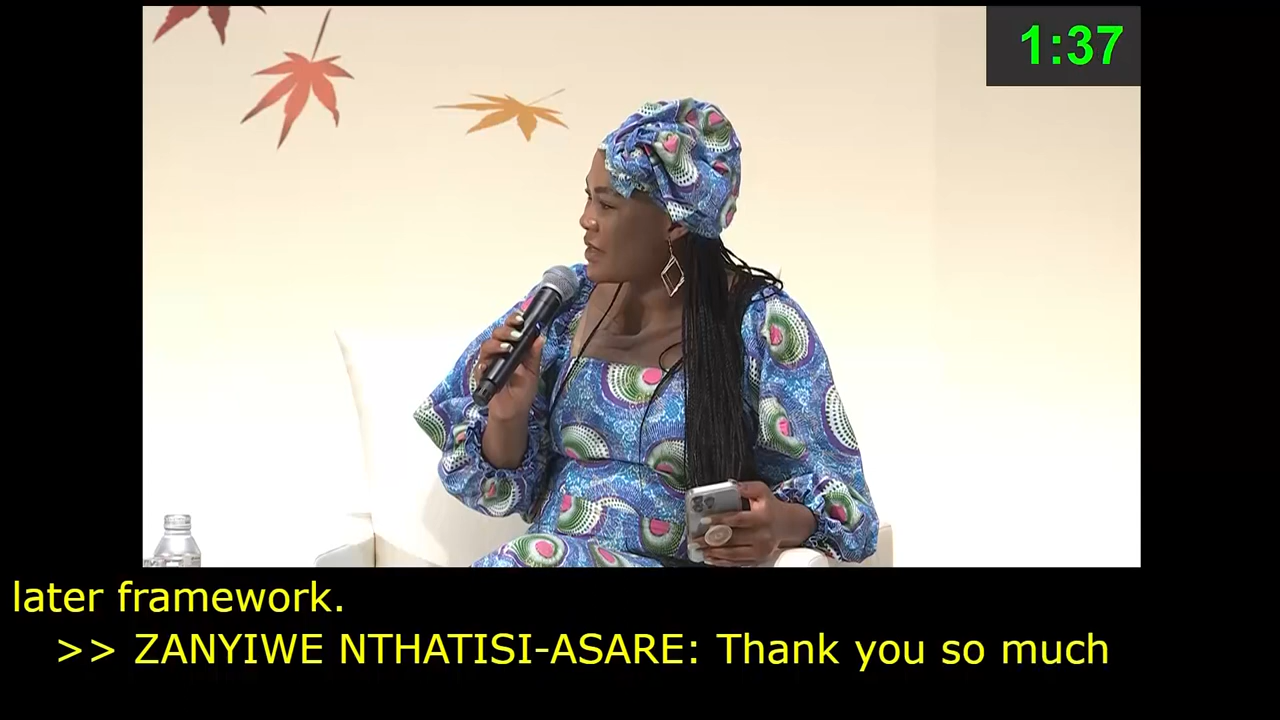 1:37
later framework.
>> ZANYIWE NTHATISI-ASARE: Thank you so much